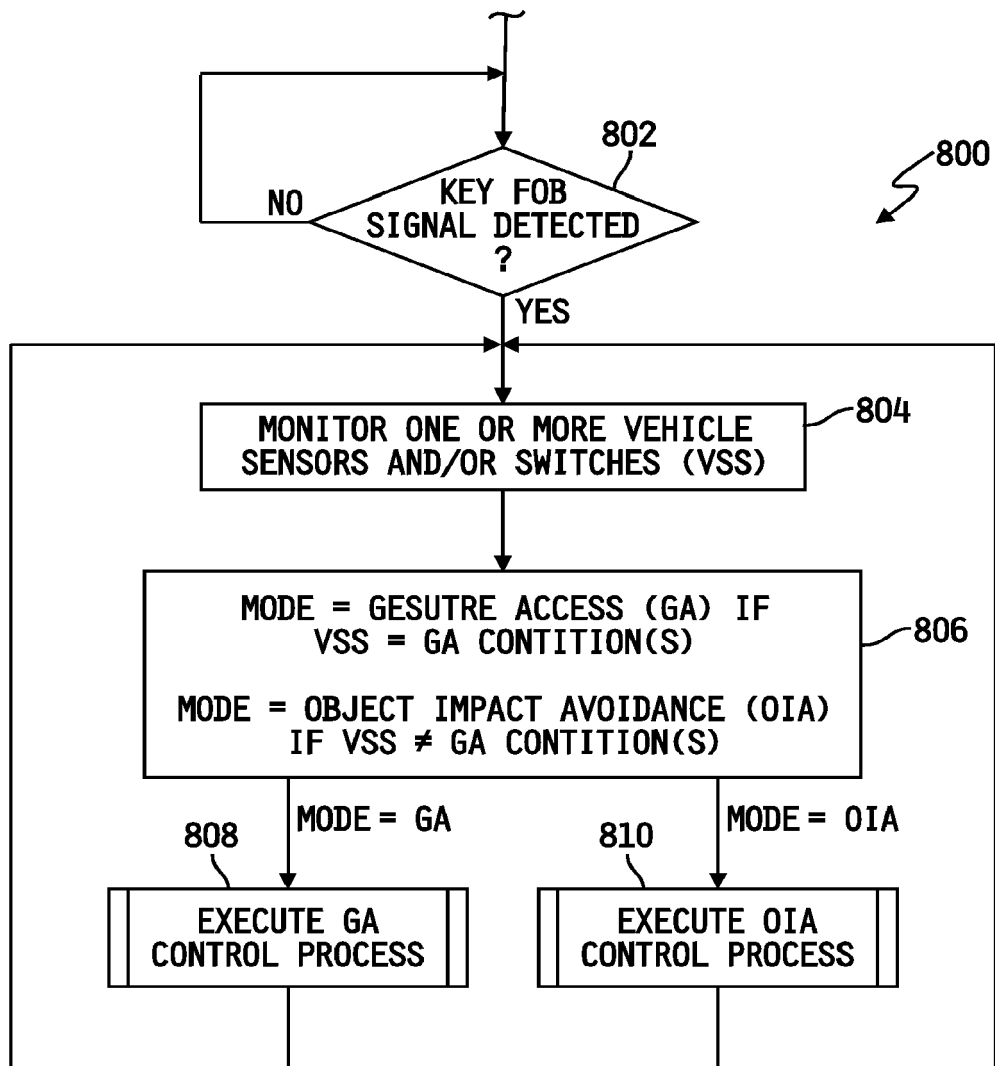 802
800
KEY FOB
SIGNAL DETECTED
?
NO
YES
804
MONITOR ONE OR MORE VEHICLE
SENSORS AND/OR SWITCHES (VSS)
806
MODE = GESUTRE ACCESS (GA) IF
VSS = GA CONTITION(S)
MODE = OBJECT IMPACT AVOIDANCE (OIA)
IF VSS ≠ GA CONTITION(S)
MODE = GA
MODE = OIA
808
810
EXECUTE GA
CONTROL PROCESS
EXECUTE OIA
CONTROL PROCESS